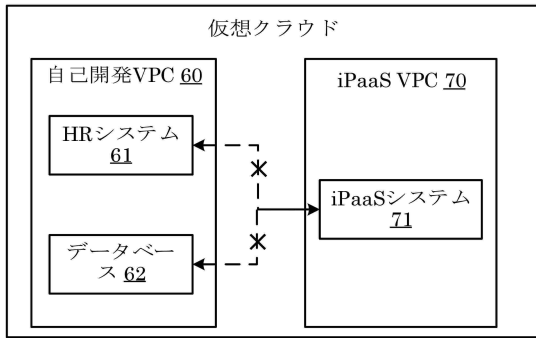 仮想クラウド
自己開発VPC 60
HRシステム
61
データベー
ス 62
iPaaS VPC 70
iPaaSシステム
71